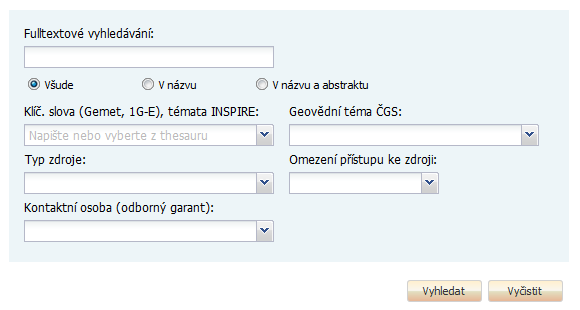 Fulltextové vyhledávání:
Všude V názvu V názvu a abstraktu
Klíč. slova (Gemet, 1G-E), témata INSPIRE: Geovědní téma ČGS:
Napište nebo vyberte z thesauru
Typ zdroje: Omezení přístupu ke zdroji:
Kontaktní osoba (odborný garant):
Vyhledat Vyčistit